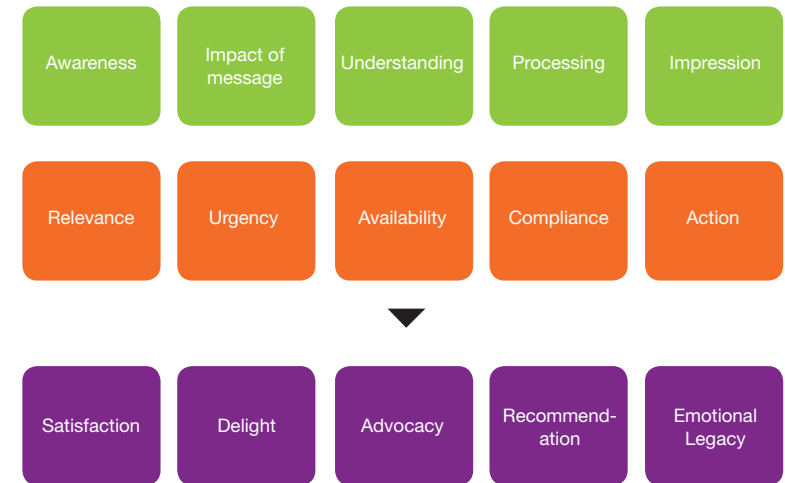 Awareness
Impact of
message
Understanding
Processing
Impression
Relevance
Urgency
Availability
Compliance
Action
Satisfaction
Delight
Advocacy
Recommend-
ation
Emotional
Legacy